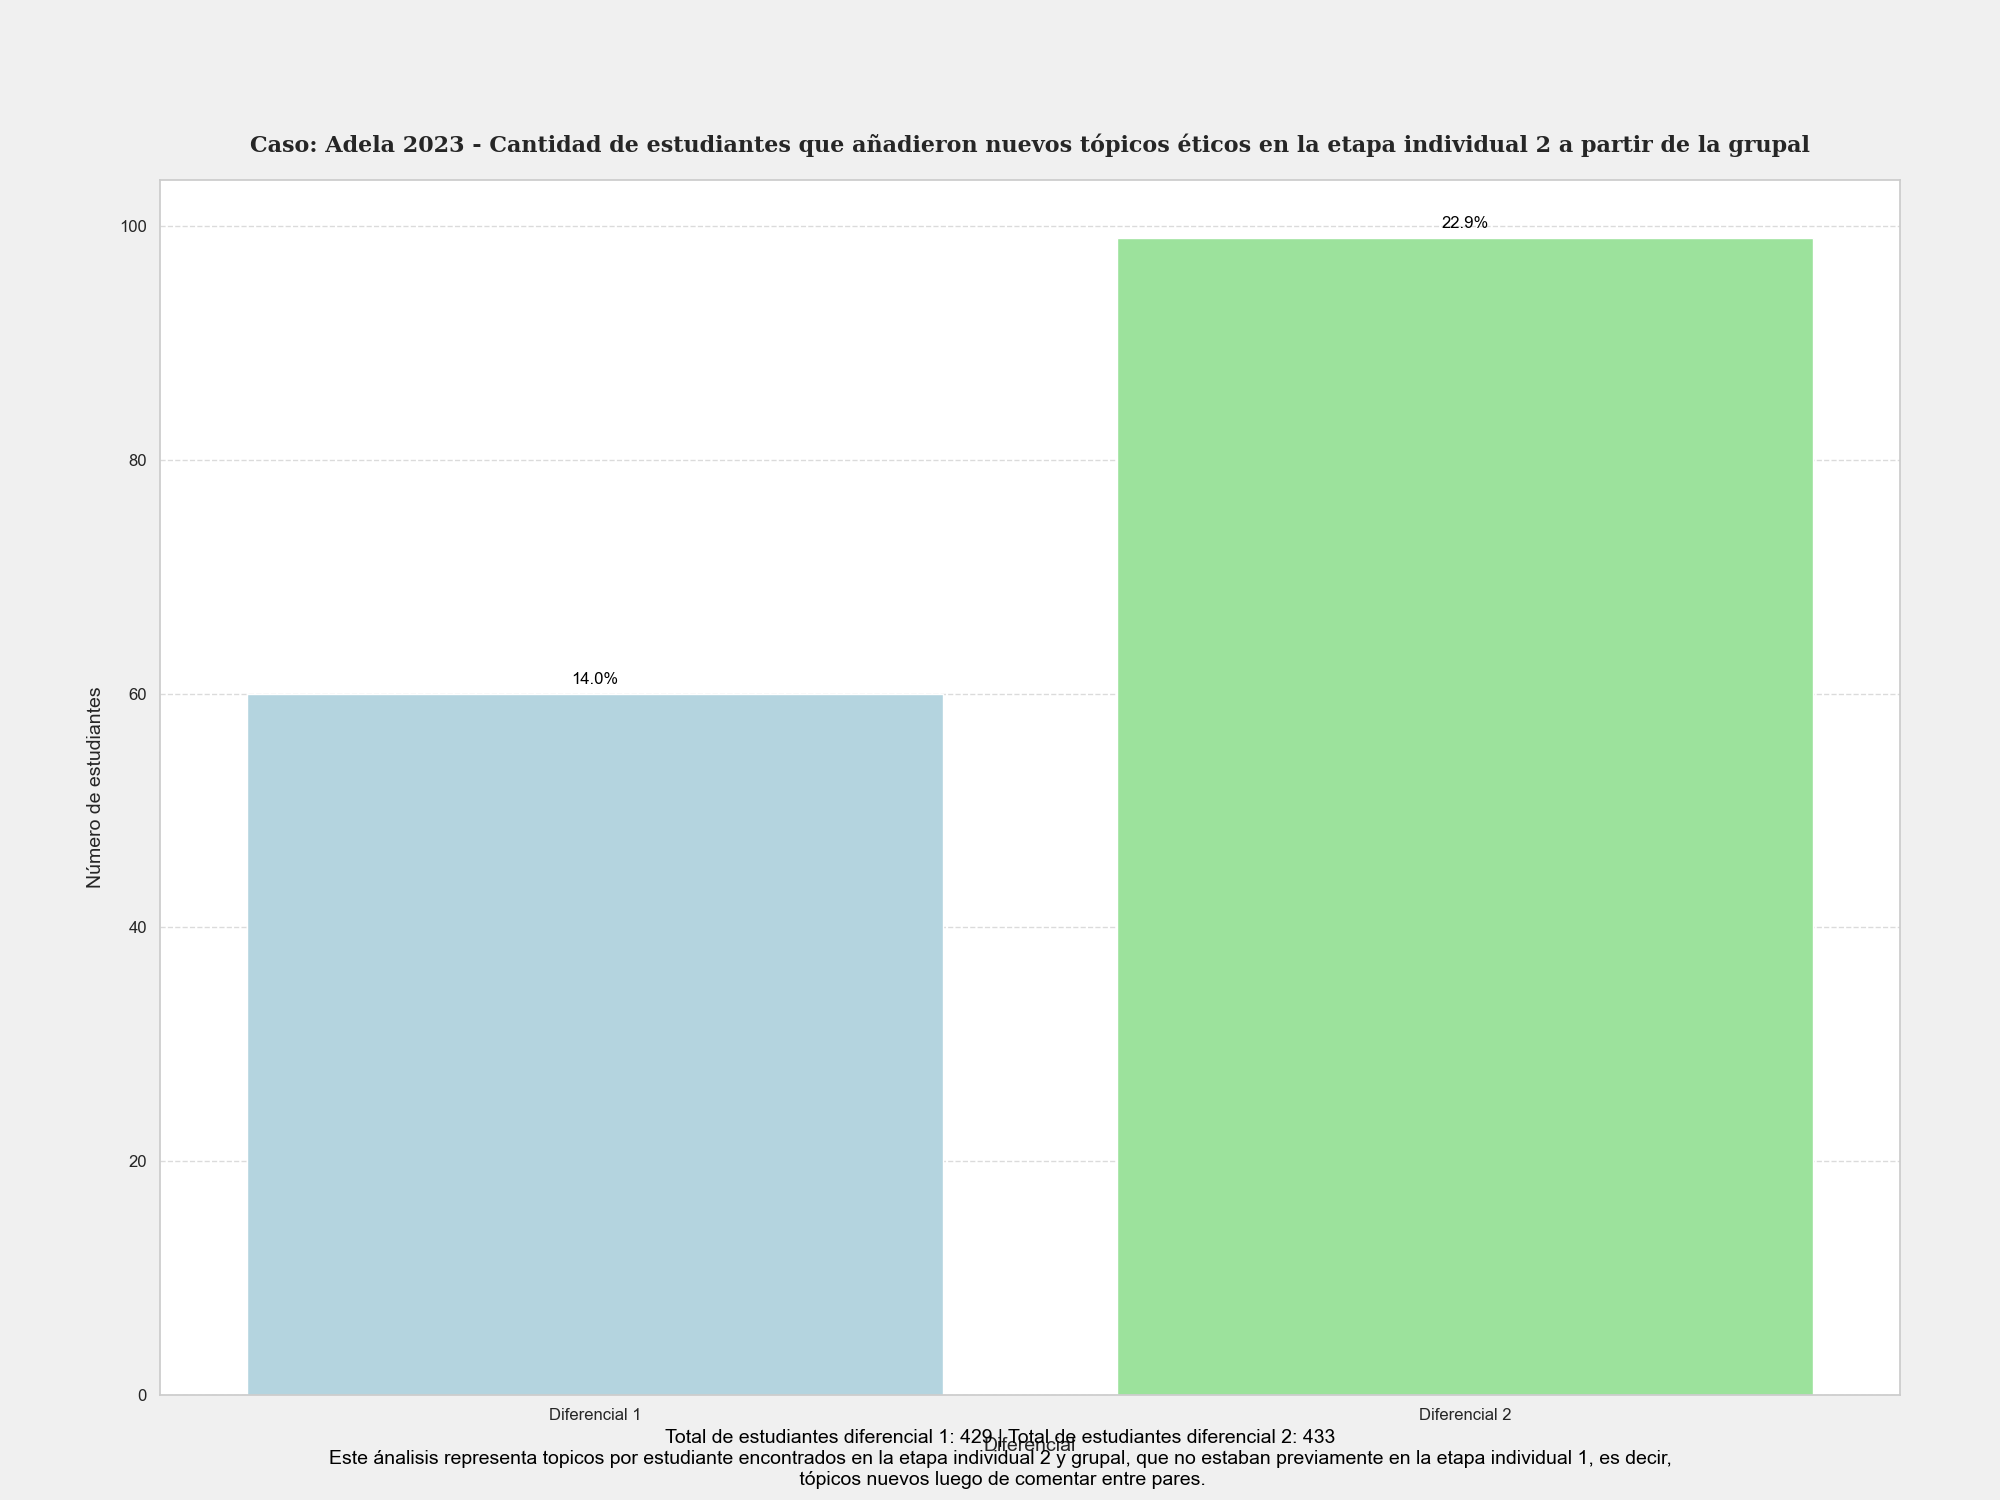 Caso: Adela 2023 - Cantidad de estudiantes que añadieron nuevos tópicos éticos en la etapa individual 2 a partir de la grupal
100
80
60
40
20
0
Número de estudiantes
14.0%
22.9%
Diferencial 1
Diferencial 2
Diferencial
Total de estudiantes diferencial 1: 429 | Total de estudiantes diferencial 2: 433
Este ánalisis representa topicos por estudiante encontrados en la etapa individual 2 y grupal, que no estaban previamente en la etapa individual 1, es decir,
tópicos nuevos luego de comentar entre pares.